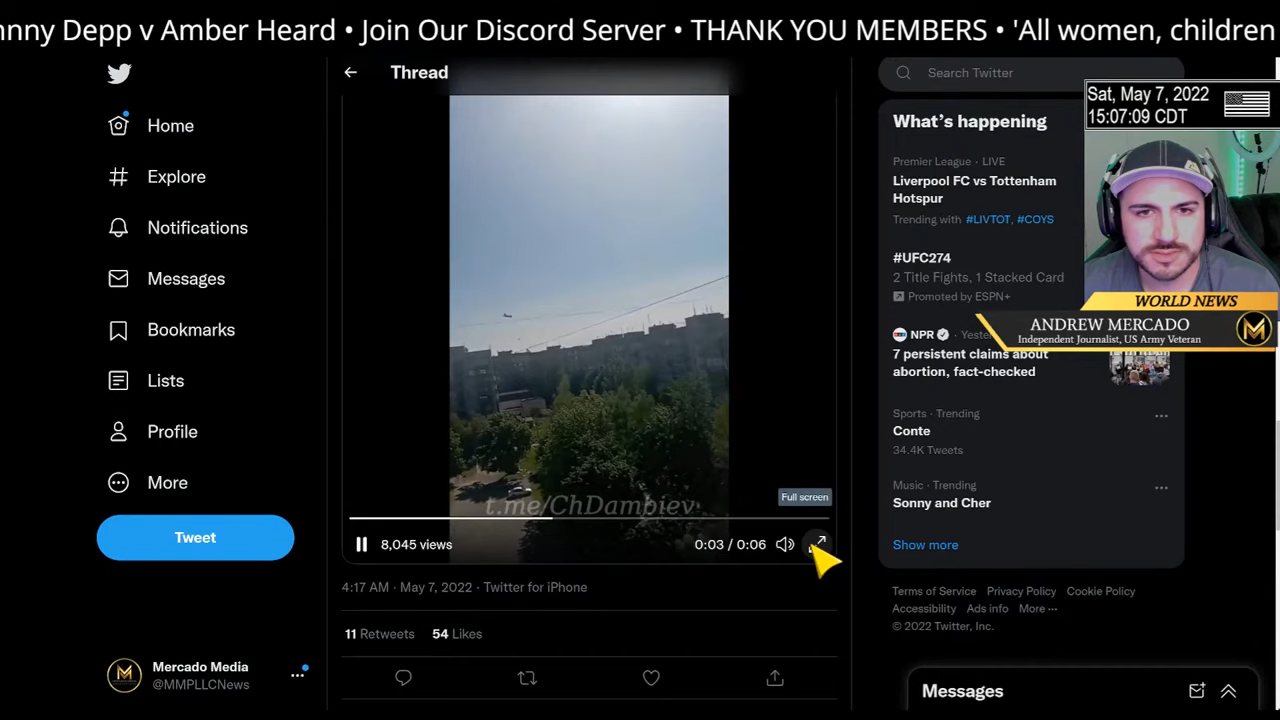 nny Depp v Amber Heard • Join Our Discord Server • THANK YOU MEMBERS • 'All women, children
Home
Explore
Notifications
Messages
Bookmarks
Lists
Profile
More
Tweet
Mercado Media
@MMPLLCNews
Thread
t.me/ChDambiev
Full screen
8,045 views
0:03 / 0:06
4:17 AM · May 7, 2022 · Twitter for iPhone
11 Retweets 54 Likes
Search Twitter
Sat, May 7, 2022
15:07:09 CDT
What's happening
Premier League · LIVE
Liverpool FC vs Tottenham
Hotspur
Trending with #LIVTOT, #COYS
#UFC274
2 Title Fights, 1 Stacked Card
Promoted by ESPN+
WORLD NEWS
ANDREW MERCADO
Independent Journalist, US Army Veteran
NPR · Yeste
7 persistent claims about
abortion, fact-checked
Sports · Trending
Conte
34.4K Tweets
Music · Trending
Sonny and Cher
Show more
Terms of Service Privacy Policy Cookie Policy
Accessibility Ads info More ···
© 2022 Twitter, Inc.
Messages